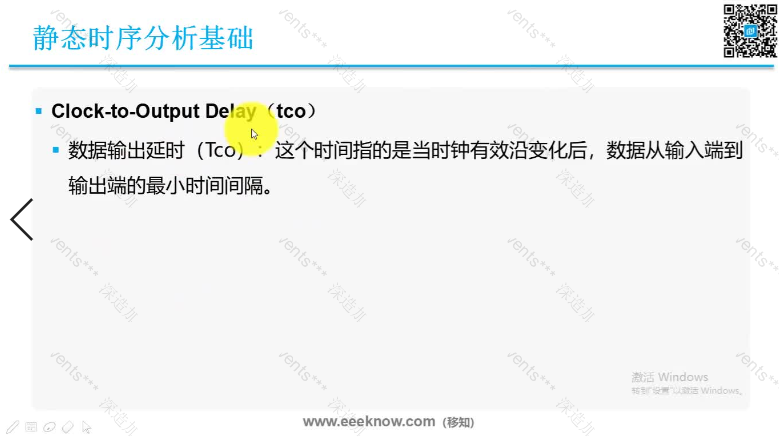 静态时序分析基础
Clock-to-Output Delay（tco）
数据输出延时（Tco）：这个时间指的是当时钟有效沿变化后，数据从输入端到
输出端的最小时间间隔。
激活 Windows
转到"设置"以激活 Windows。
www.eeeknow.com（移知）